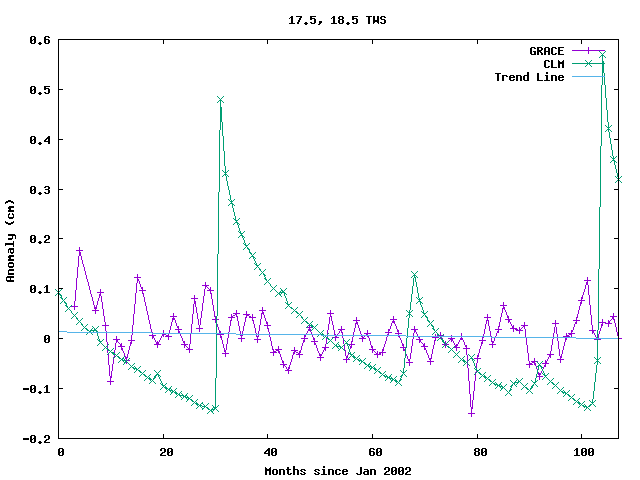 17.5, 18.5 TWS
GRACE
CLM
Trend Line
Anomaly (cm)
0.6
0.5
0.4
0.3
0.2
0.1
0
-0.1
-0.2
0 20 40 60 80 100
Months since Jan 2002